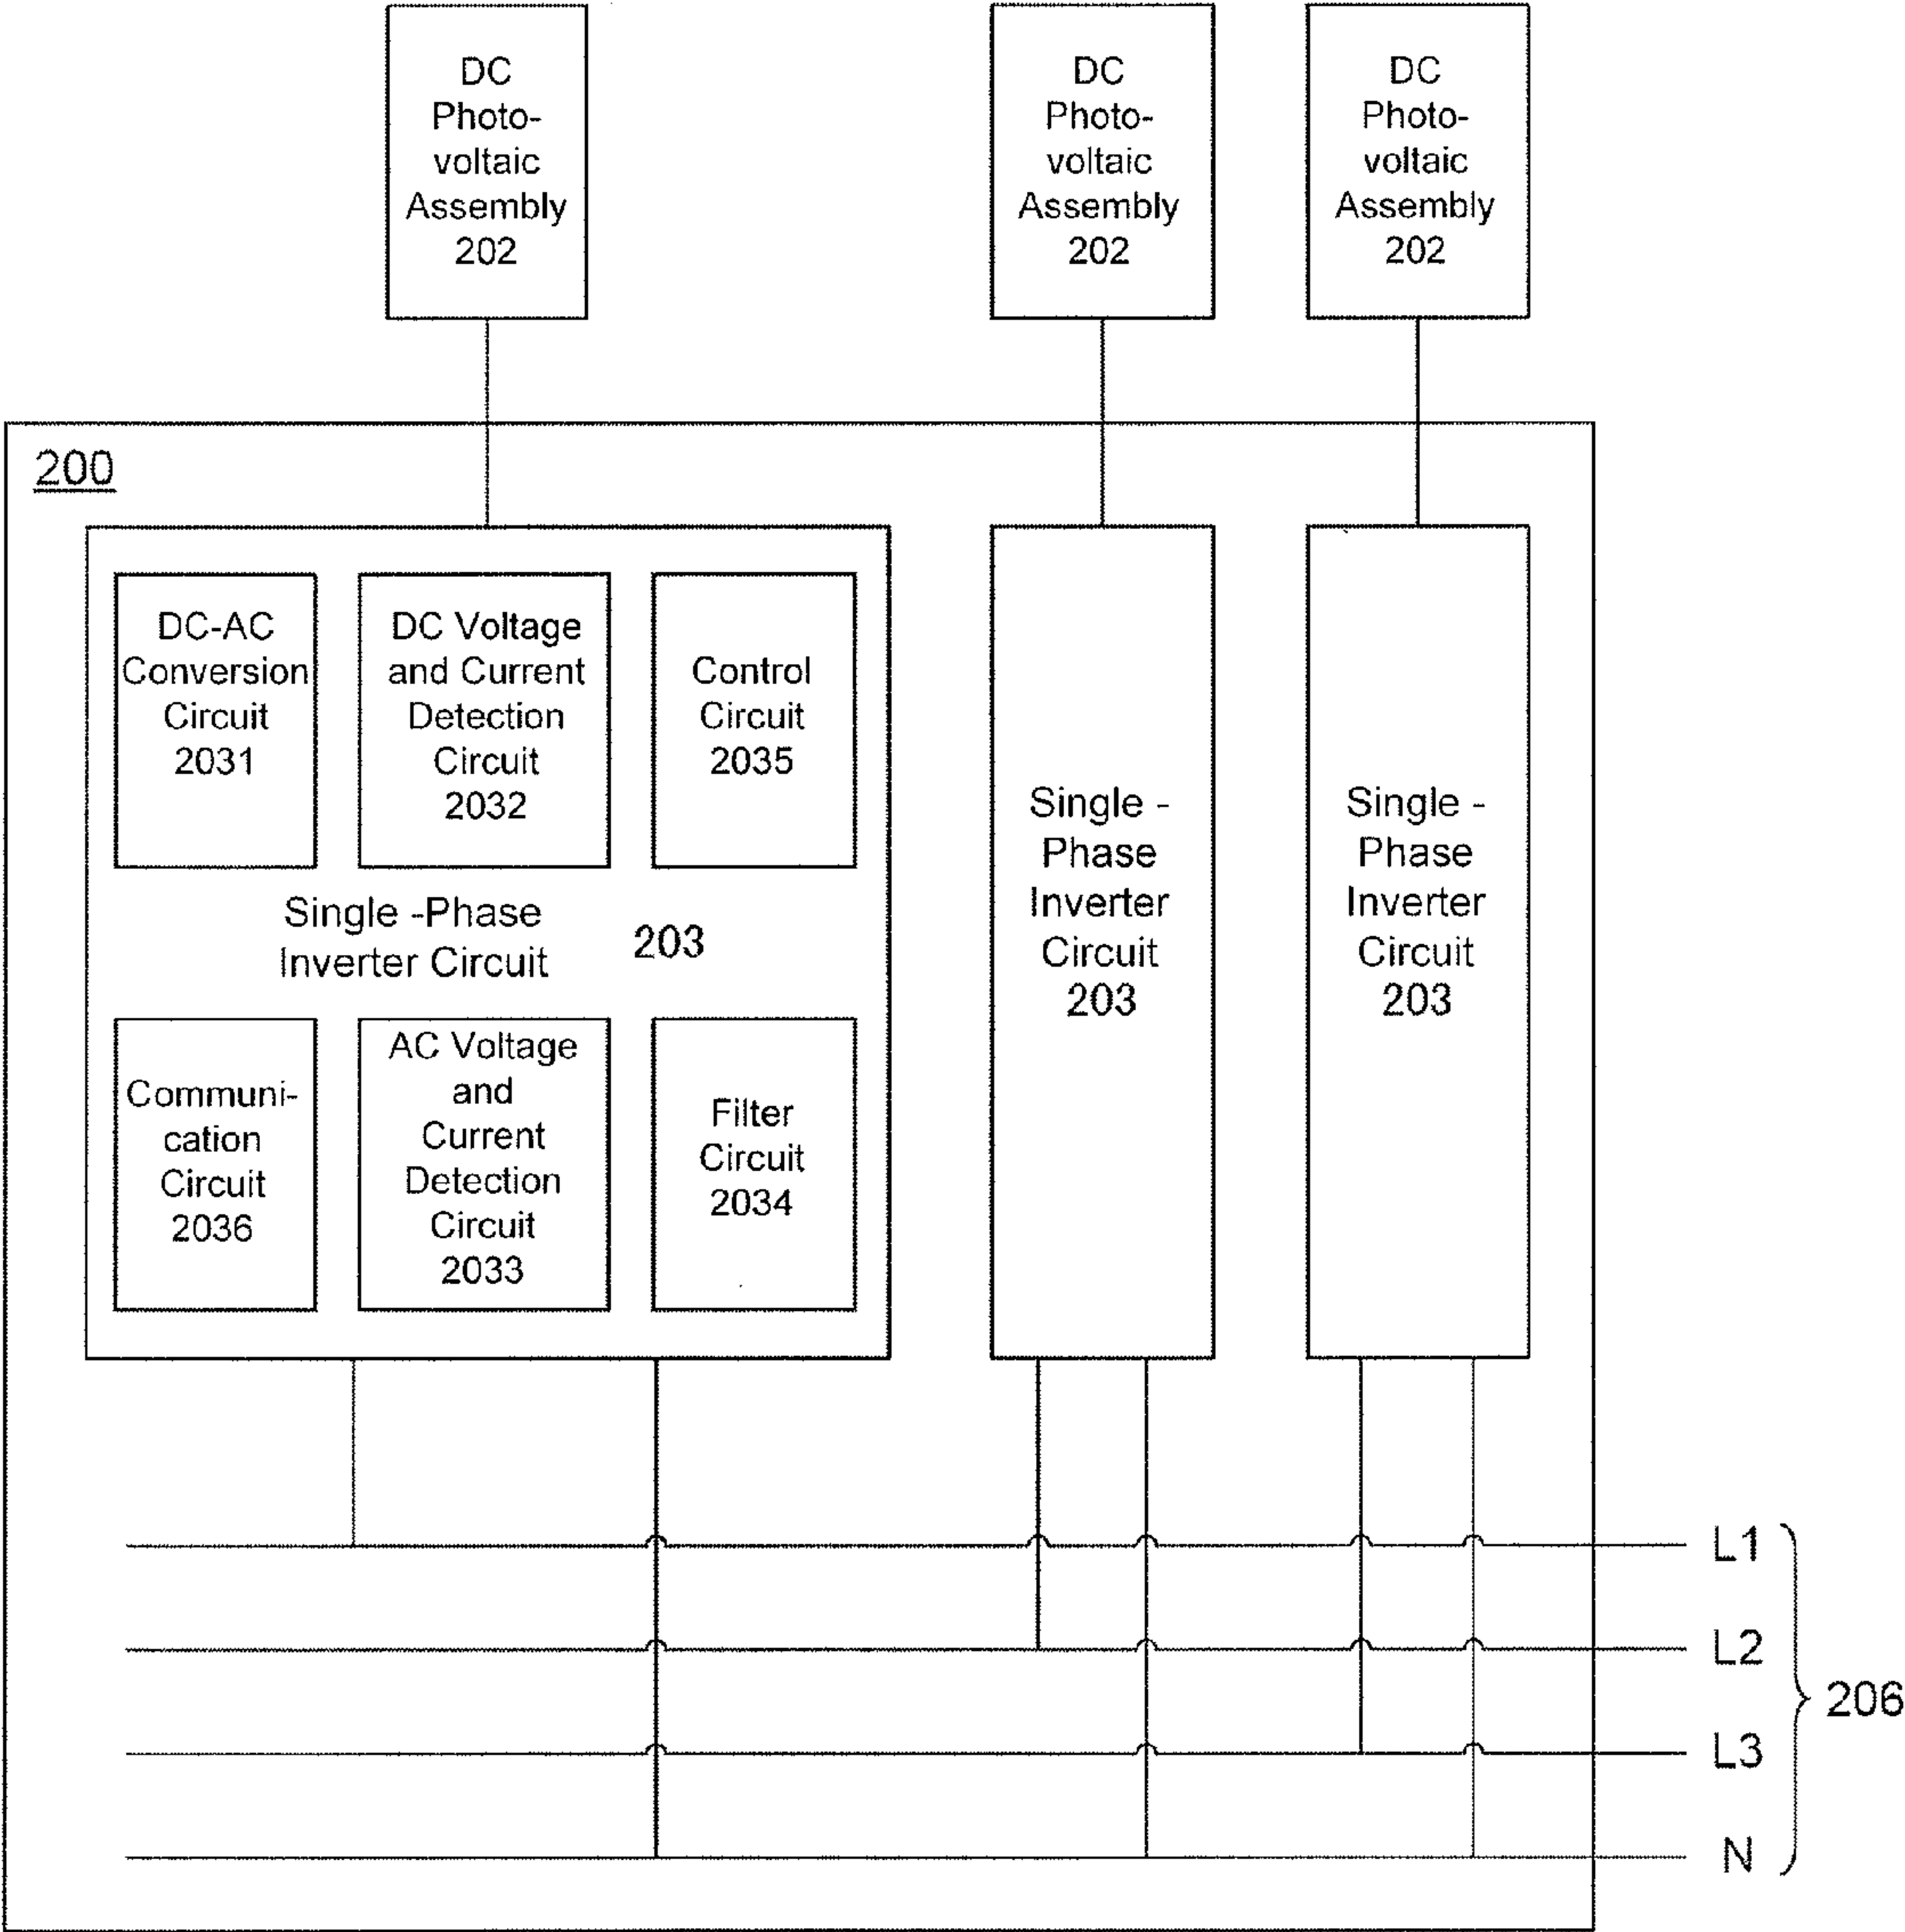 DC
Photo-
voltaic
Assembly
202
DC
Photo-
voltaic
Assembly
202
DC
Photo-
voltaic
Assembly
202
200
DC-AC
Conversion
Circuit
2031
DC Voltage
and Current
Detection
Circuit
2032
Control
Circuit
2035
Single -Phase
Inverter Circuit
203
Communi-
cation
Circuit
2036
AC Voltage
and
Current
Detection
Circuit
2033
Filter
Circuit
2034
Single -
Phase
Inverter
Circuit
203
Single -
Phase
Inverter
Circuit
203
L1
L2
L3
N
206